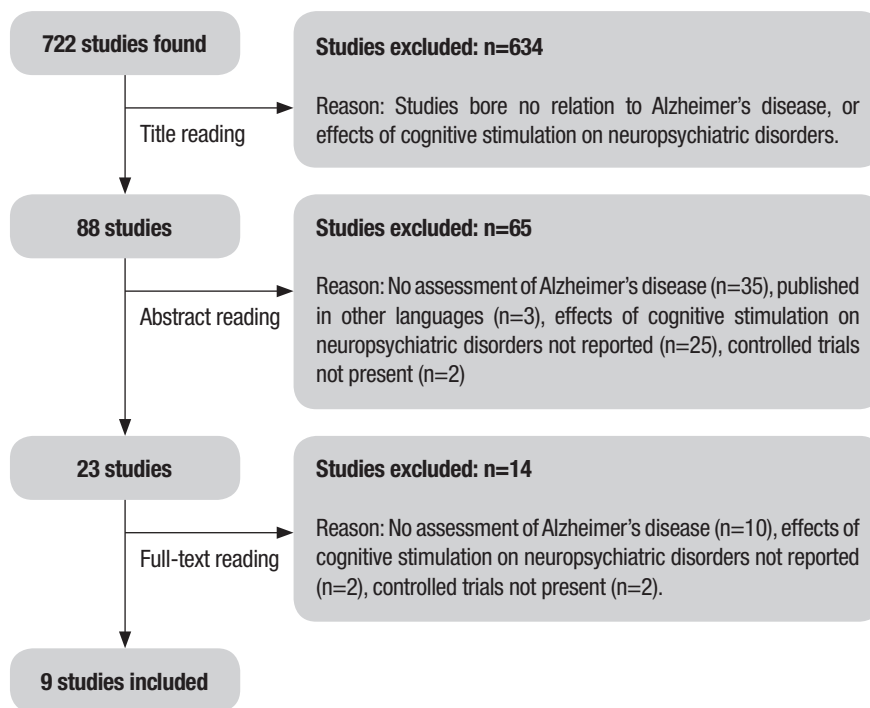 722 studies found
Studies excluded: n=634
Reason: Studies bore no relation to Alzheimer’s disease, or
effects of cognitive stimulation on neuropsychiatric disorders.
Title reading
88 studies
Studies excluded: n=65
Reason: No assessment of Alzheimer’s disease (n=35), published
in other languages (n=3), effects of cognitive stimulation on
neuropsychiatric disorders not reported (n=25), controlled trials
not present (n=2)
Abstract reading
23 studies
Studies excluded: n=14
Reason: No assessment of Alzheimer’s disease (n=10), effects of
cognitive stimulation on neuropsychiatric disorders not reported
(n=2), controlled trials not present (n=2).
Full-text reading
9 studies included